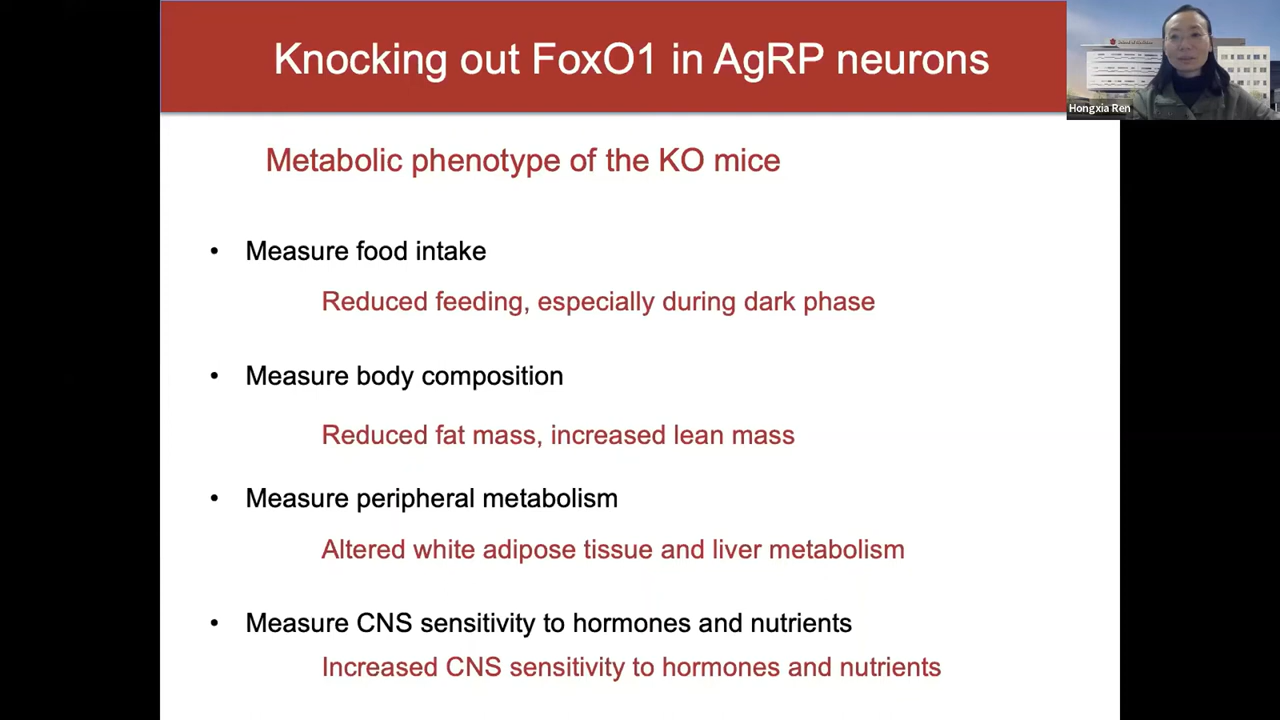 Knocking out FoxO1 in AgRP neurons
Hongxia Ren
Metabolic phenotype of the KO mice
• Measure food intake
Reduced feeding, especially during dark phase
• Measure body composition
Reduced fat mass, increased lean mass
• Measure peripheral metabolism
Altered white adipose tissue and liver metabolism
• Measure CNS sensitivity to hormones and nutrients
Increased CNS sensitivity to hormones and nutrients